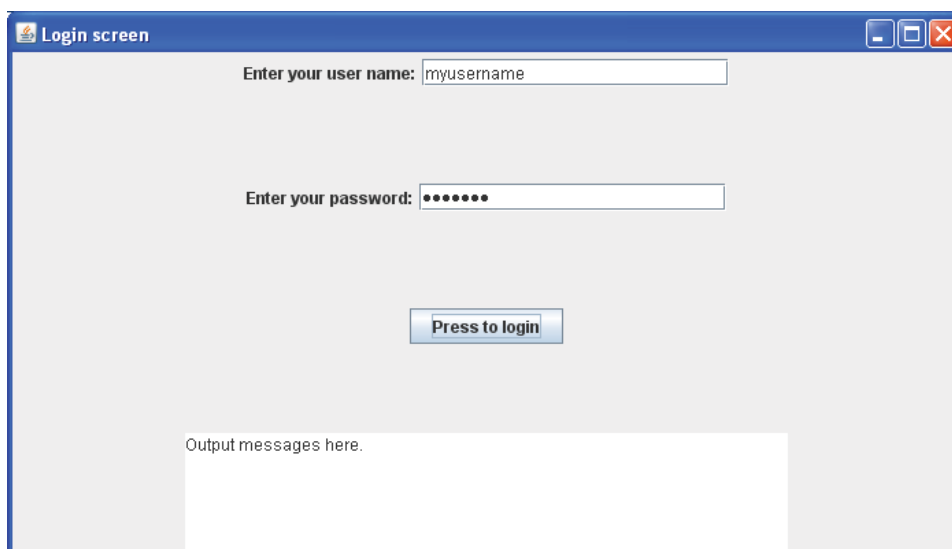 Login screen
Enter your user name: myusername
Enter your password: •••••••
Press to login
Output messages here.